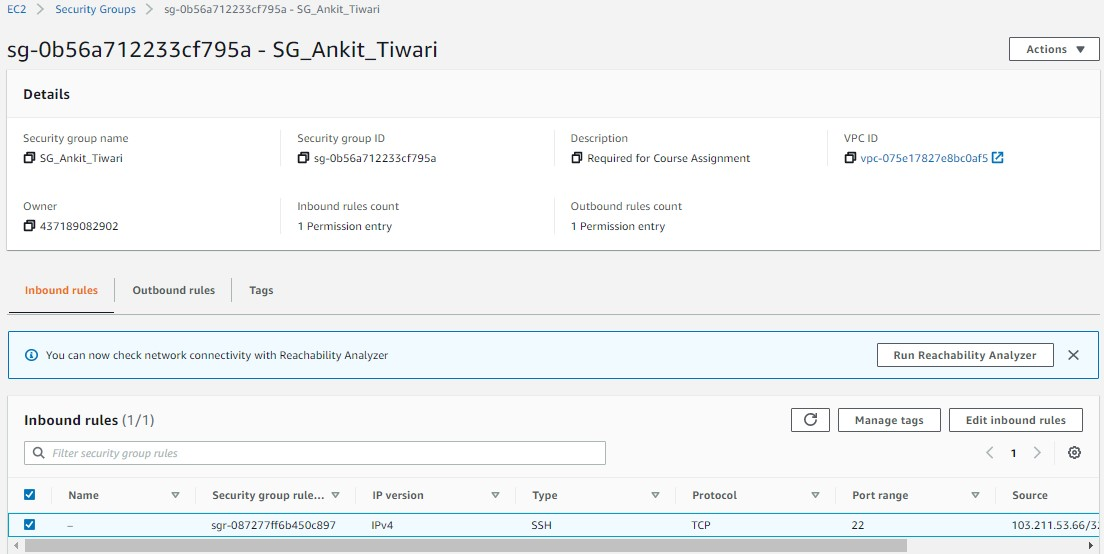 EC2 > Security Groups > sg-0b56a712233cf795a - SG_Ankit_Tiwari
sg-0b56a712233cf795a - SG_Ankit_Tiwari
Actions
Details
Security group name Security group ID Description VPC ID
SG_Ankit_Tiwari sg-0b56a712233cf795a Required for Course Assignment vpc-075e17827e8bc0af5
Owner Inbound rules count Outbound rules count
437189082902 1 Permission entry 1 Permission entry
Inbound rules Outbound rules Tags
You can now check network connectivity with Reachability Analyzer Run Reachability Analyzer
Inbound rules (1/1) Manage tags Edit inbound rules
Filter security group rules 1
Name Security group rule... IP version Type Protocol Port range Source
– sgr-087277ff6b450c897 IPv4 SSH TCP 22 103.211.53.66/3